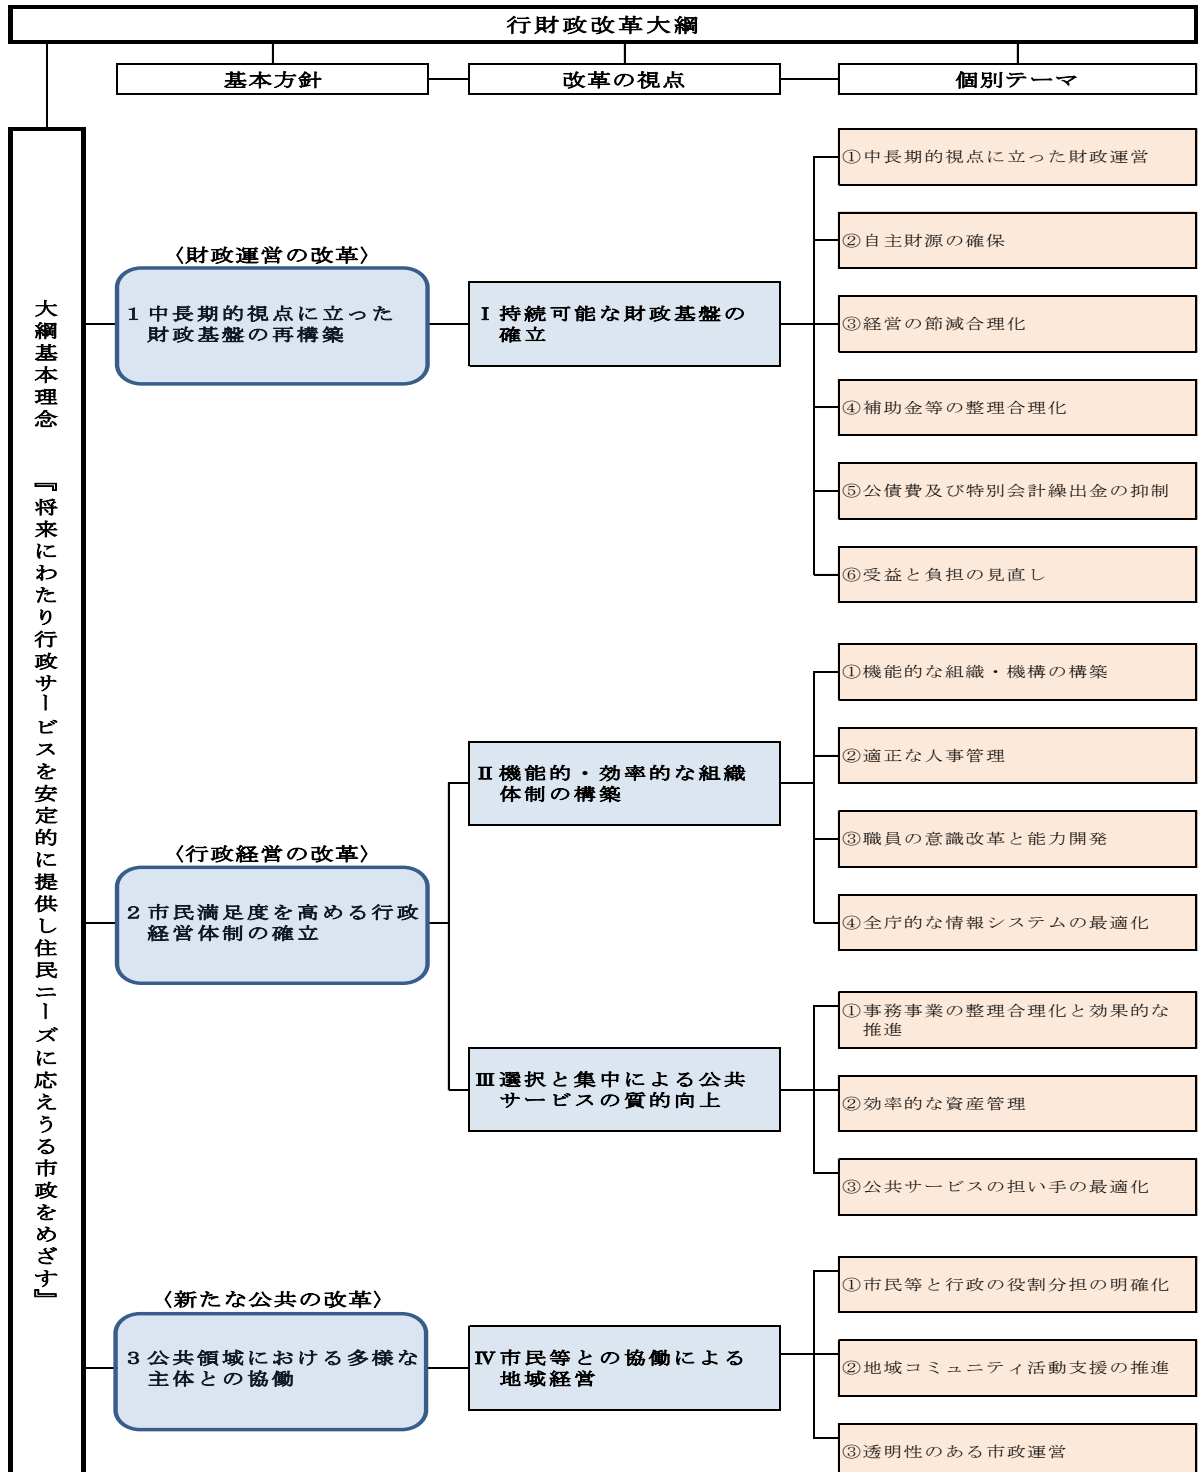 行財政改革大綱
基本方針
改革の視点
個別テーマ
大綱基本理念 『将来にわたり行政サービスを安定的に提供し住民ニーズに応えうる市政をめざす』
〈財政運営の改革〉
1 中長期的視点に立った
財政基盤の再構築
Ⅰ 持続可能な財政基盤の
確立
①中長期的視点に立った財政運営
②自主財源の確保
③経営の節減合理化
④補助金等の整理合理化
⑤公債費及び特別会計繰出金の抑制
⑥受益と負担の見直し
〈行政経営の改革〉
2 市民満足度を高める行政
経営体制の確立
Ⅱ 機能的・効率的な組織
体制の構築
①機能的な組織・機構の構築
②適正な人事管理
③職員の意識改革と能力開発
④全庁的な情報システムの最適化
Ⅲ 選択と集中による公共
サービスの質的向上
①事務事業の整理合理化と効果的な
推進
②効率的な資産管理
③公共サービスの担い手の最適化
〈新たな公共の改革〉
3 公共領域における多様な
主体との協働
Ⅳ 市民等との協働による
地域経営
①市民等と行政の役割分担の明確化
②地域コミュニティ活動支援の推進
③透明性のある市政運営